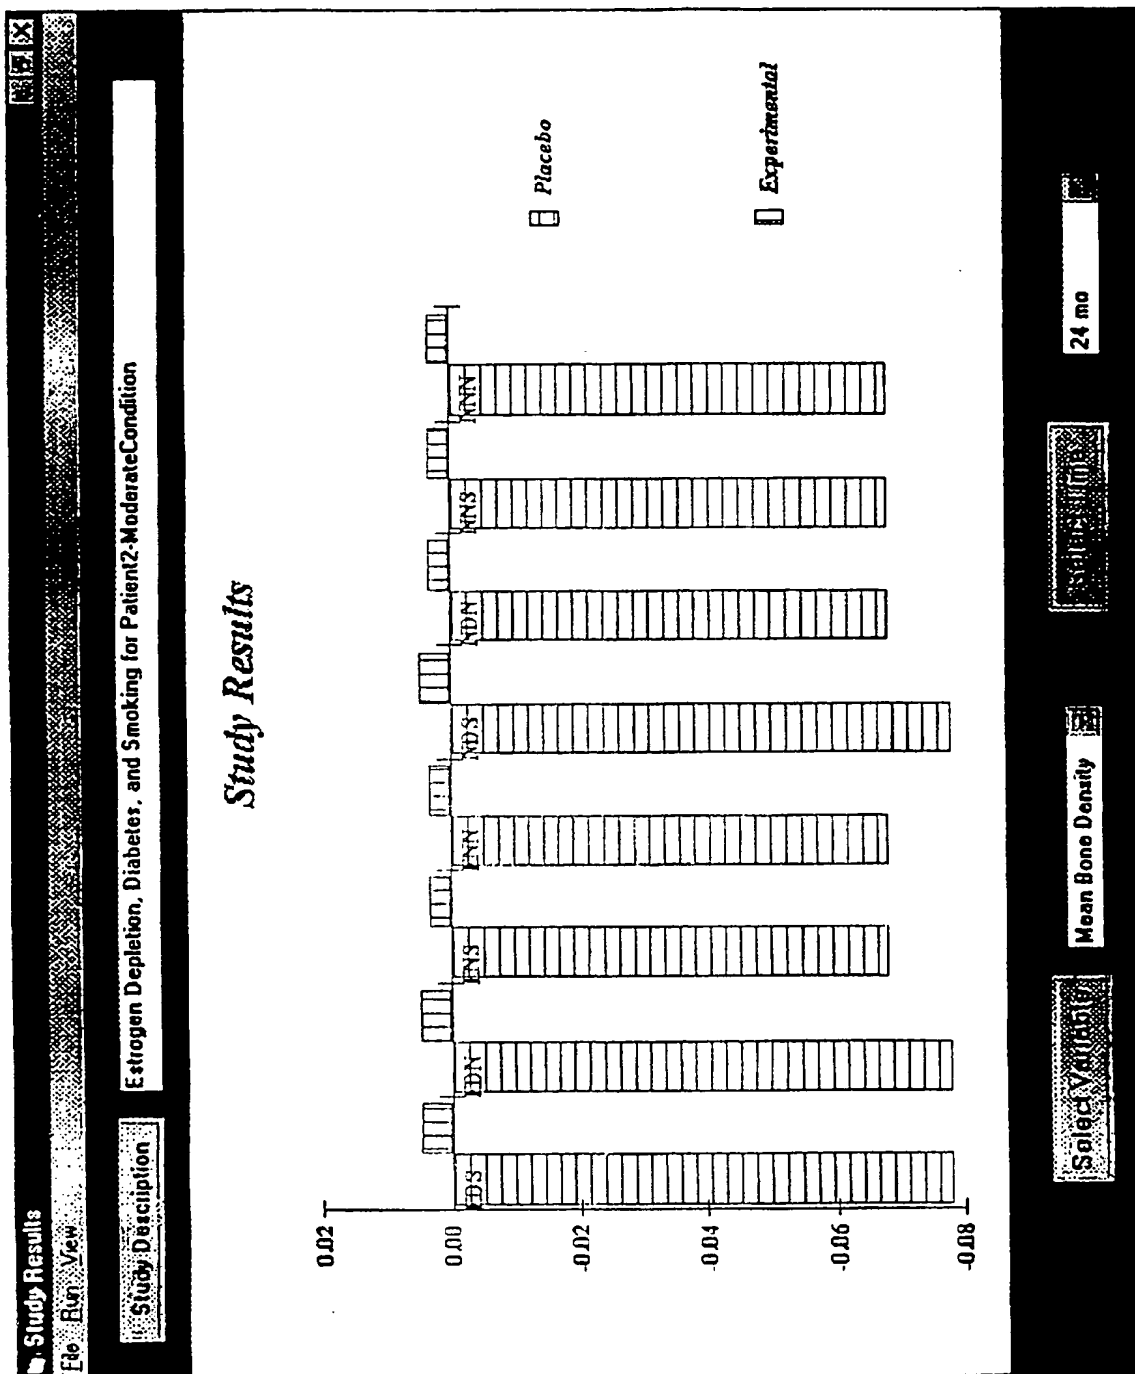 Study Results
File Run View
Study Description
Estrogen Depletion, Diabetes, and Smoking for Patient2-ModerateCondition
Study Results
0.02
0.00
-0.02
-0.04
-0.06
-0.08
EDS
EDN
ENS
ENN
NDS
NDN
NNS
NNN
Placebo
Experimental
Select Variable
Mean Bone Density
Select Time
24 mo